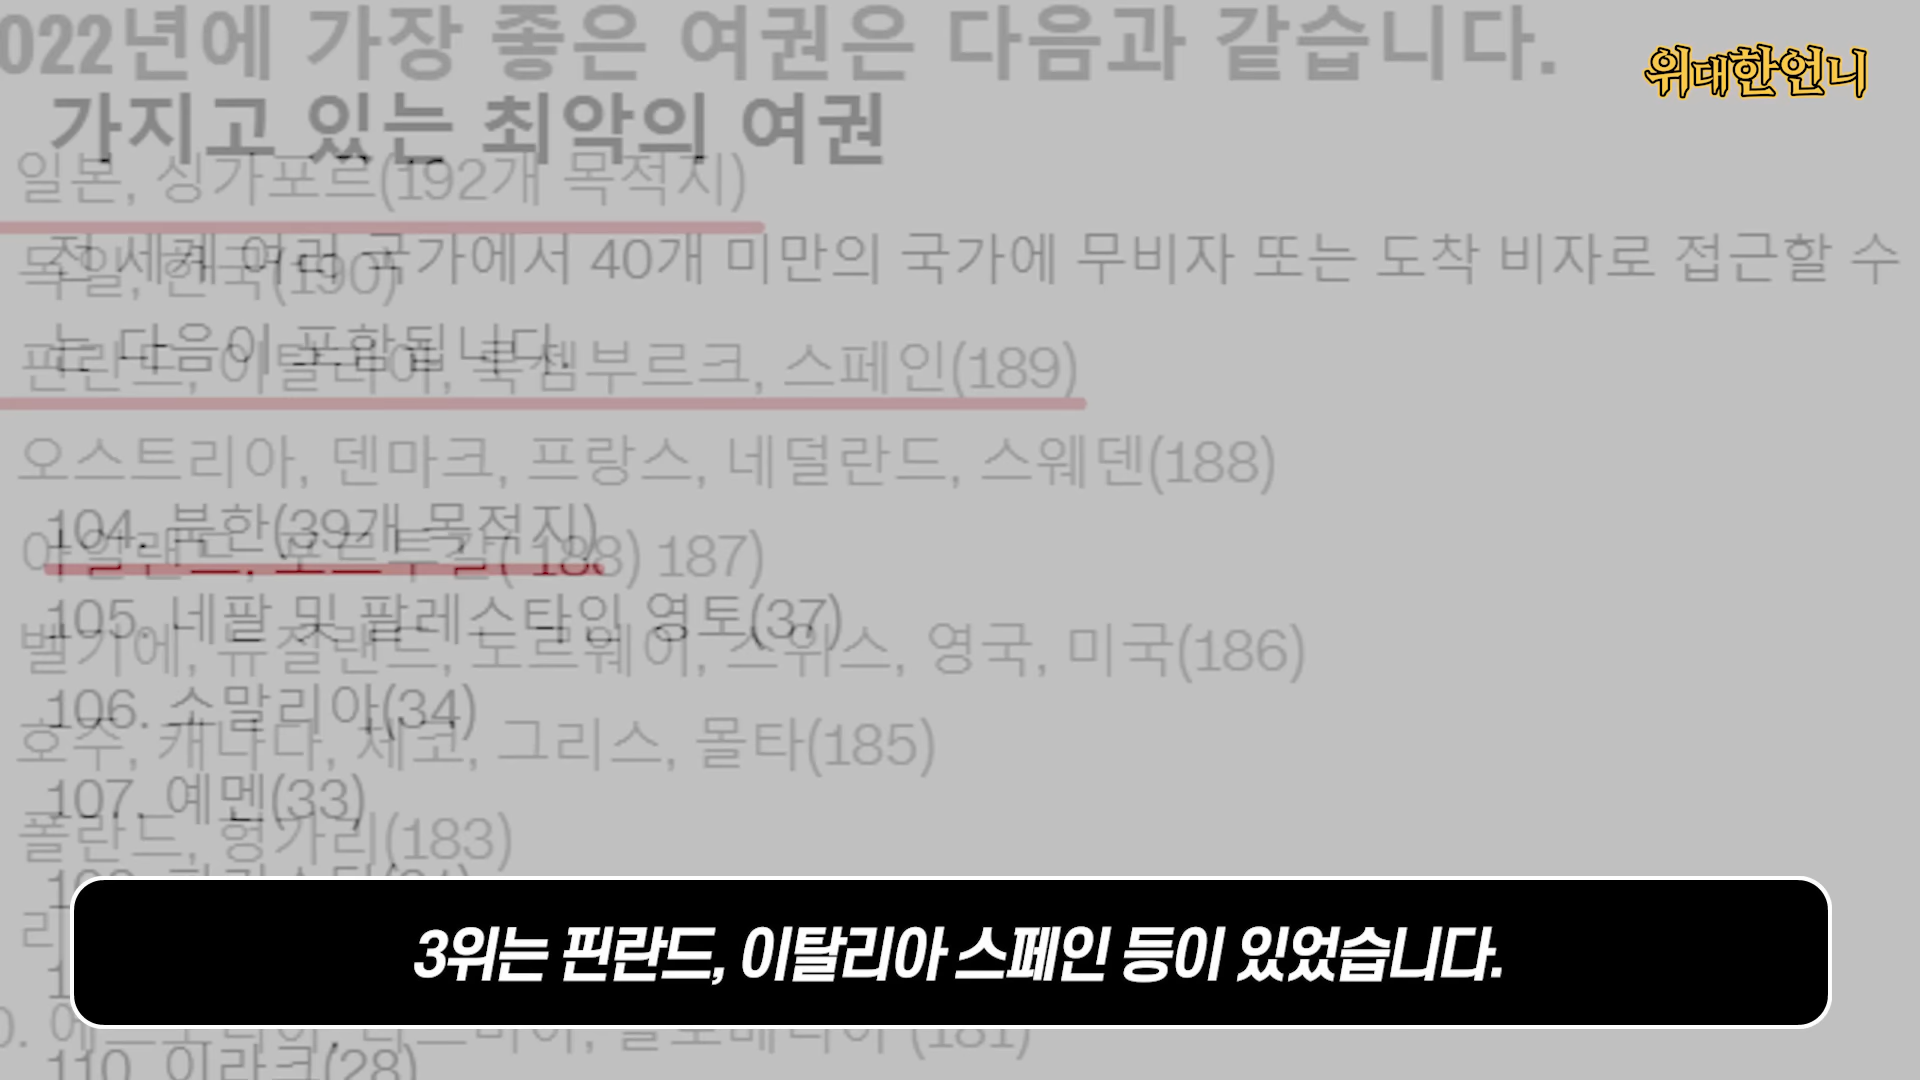 022년에 가장 좋은 여권은 다음과 같습니다.
위대한언니
가지고 있는 최악의 여권
일본, 싱가포르(192개 목적지)
전 세계 여러 국가에서 40개 미만의 국가에 무비자 또는 도착 비자로 접근할 수
독일, 한국(190)
는 다음이 포함됩니다.
핀란드, 이탈리아, 룩셈부르크, 스페인(189)
오스트리아, 덴마크, 프랑스, 네덜란드, 스웨덴(188)
104. 북한(39개 목적지)
아일랜드, 포르투갈( 188) 187)
105. 네팔 및 팔레스타인 영토(37)
벨기에, 뉴질랜드, 노르웨이, 스위스, 영국, 미국(186)
106. 소말리아(34)
호주, 캐나다, 체코, 그리스, 몰타(185)
107. 예멘(33)
폴란드, 헝가리(183)
리
3위는 핀란드, 이탈리아 스페인 등이 있었습니다.
(181)
110. 이라크(28)